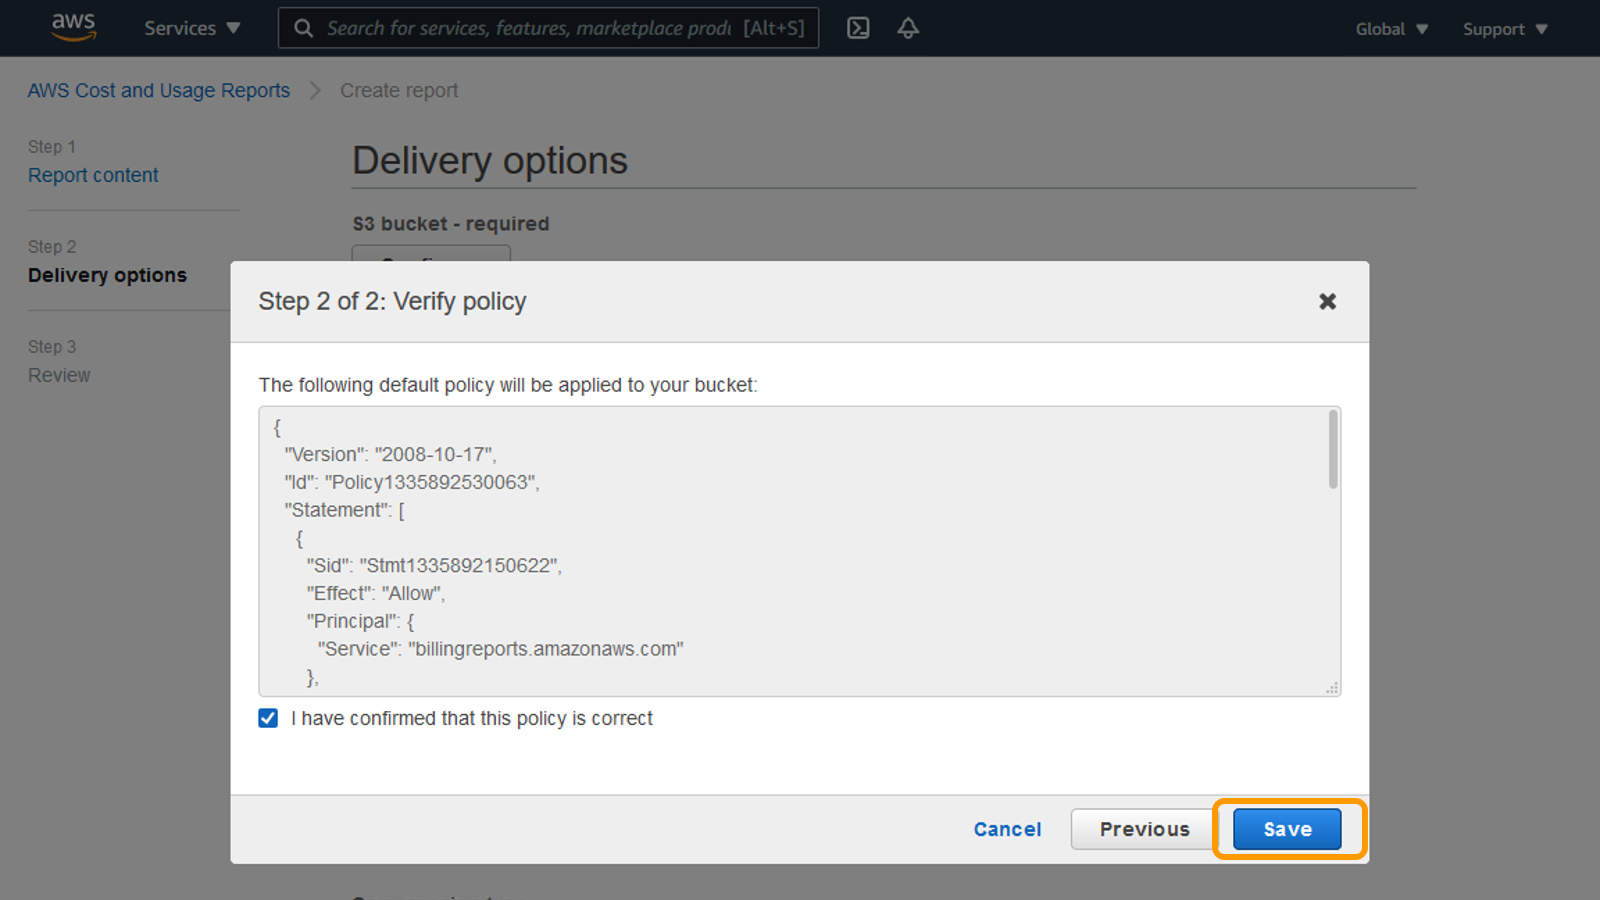 aws
Services
Search for services, features, marketplace produ [Alt+S]
Global
Support
AWS Cost and Usage Reports
Create report
Step 1
Report content
Step 2
Delivery options
Step 3
Review
Delivery options
S3 bucket - required
Step 2 of 2: Verify policy
The following default policy will be applied to your bucket:
{
"Version": "2008-10-17",
"Id": "Policy1335892530063",
"Statement": [
{
"Sid": "Stmt1335892150622",
"Effect": "Allow",
"Principal": {
"Service": "billingreports.amazonaws.com"
},
I have confirmed that this policy is correct
Cancel
Previous
Save